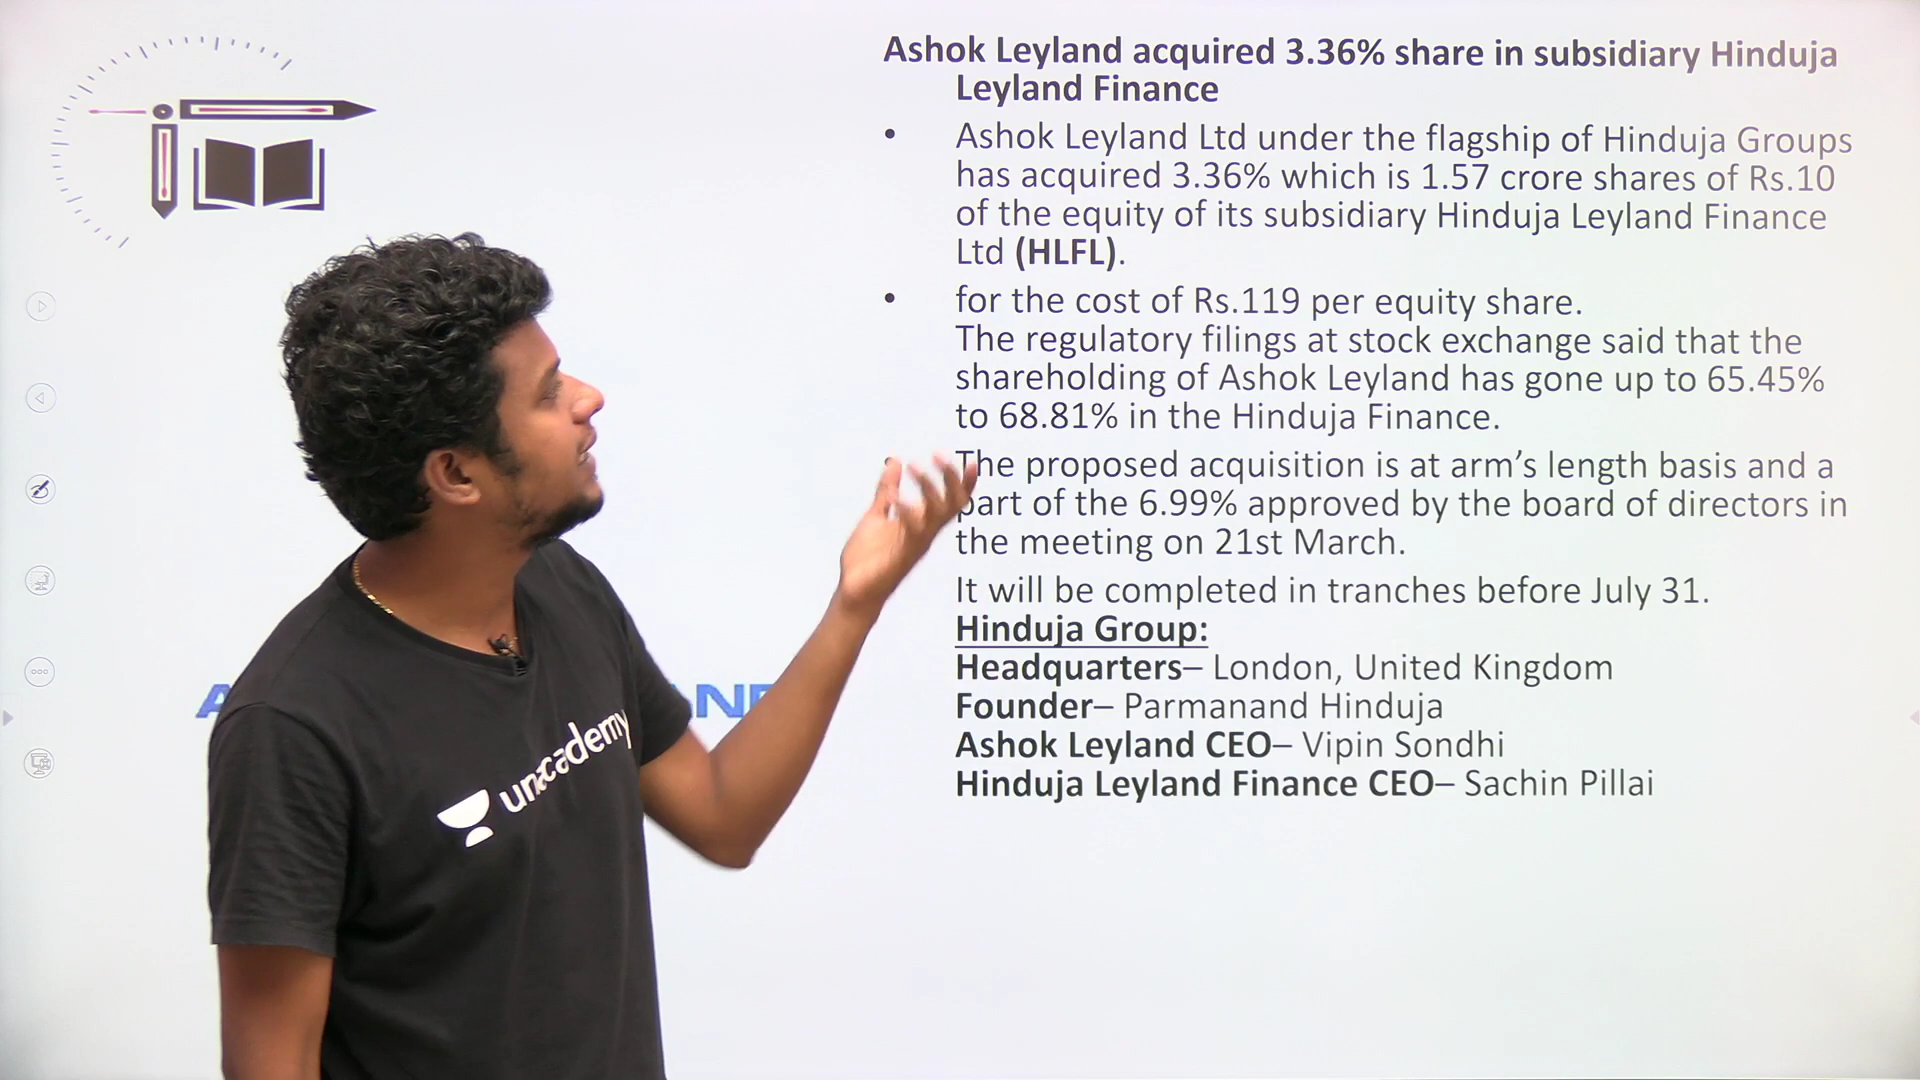 Ashok Leyland acquired 3.36% share in subsidiary Hinduja
Leyland Finance
• Ashok Leyland Ltd under the flagship of Hinduja Groups
has acquired 3.36% which is 1.57 crore shares of Rs.10
of the equity of its subsidiary Hinduja Leyland Finance
Ltd (HLFL).
• for the cost of Rs.119 per equity share.
The regulatory filings at stock exchange said that the
shareholding of Ashok Leyland has gone up to 65.45%
to 68.81% in the Hinduja Finance.
• The proposed acquisition is at arm's length basis and a
part of the 6.99% approved by the board of directors in
the meeting on 21st March.
It will be completed in tranches before July 31.
Hinduja Group:
Headquarters– London, United Kingdom
Founder– Parmanand Hinduja
Ashok Leyland CEO– Vipin Sondhi
Hinduja Leyland Finance CEO– Sachin Pillai
unacademy